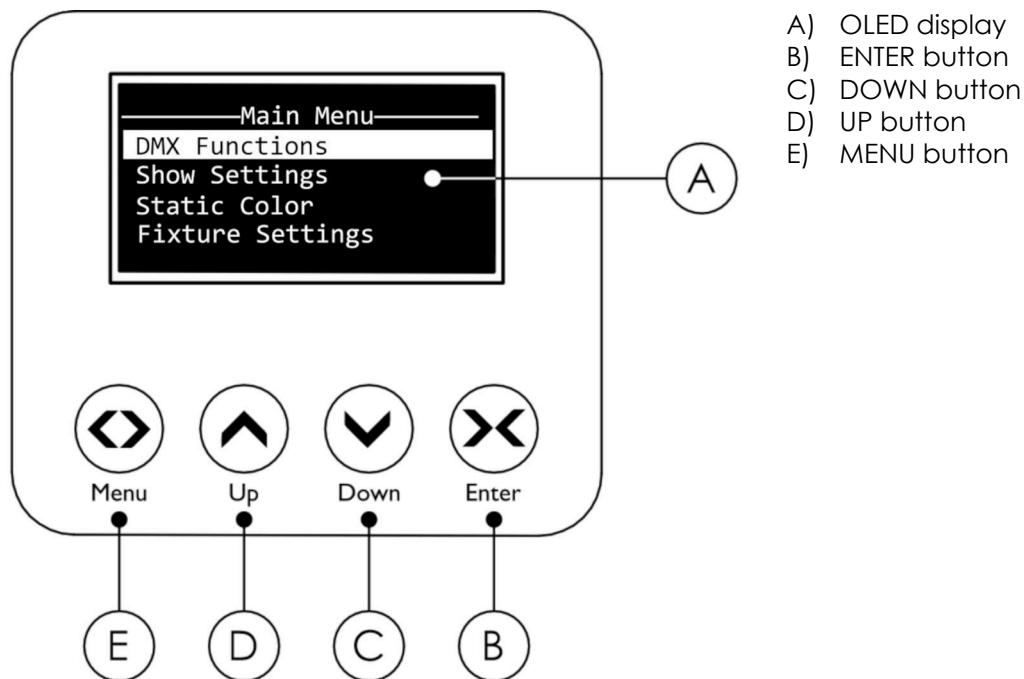 Main Menu
DMX Functions
Show Settings
Static Color
Fixture Settings
A
Menu
Up
Down
Enter
E
D
C
B
A) OLED display
B) ENTER button
C) DOWN button
D) UP button
E) MENU button